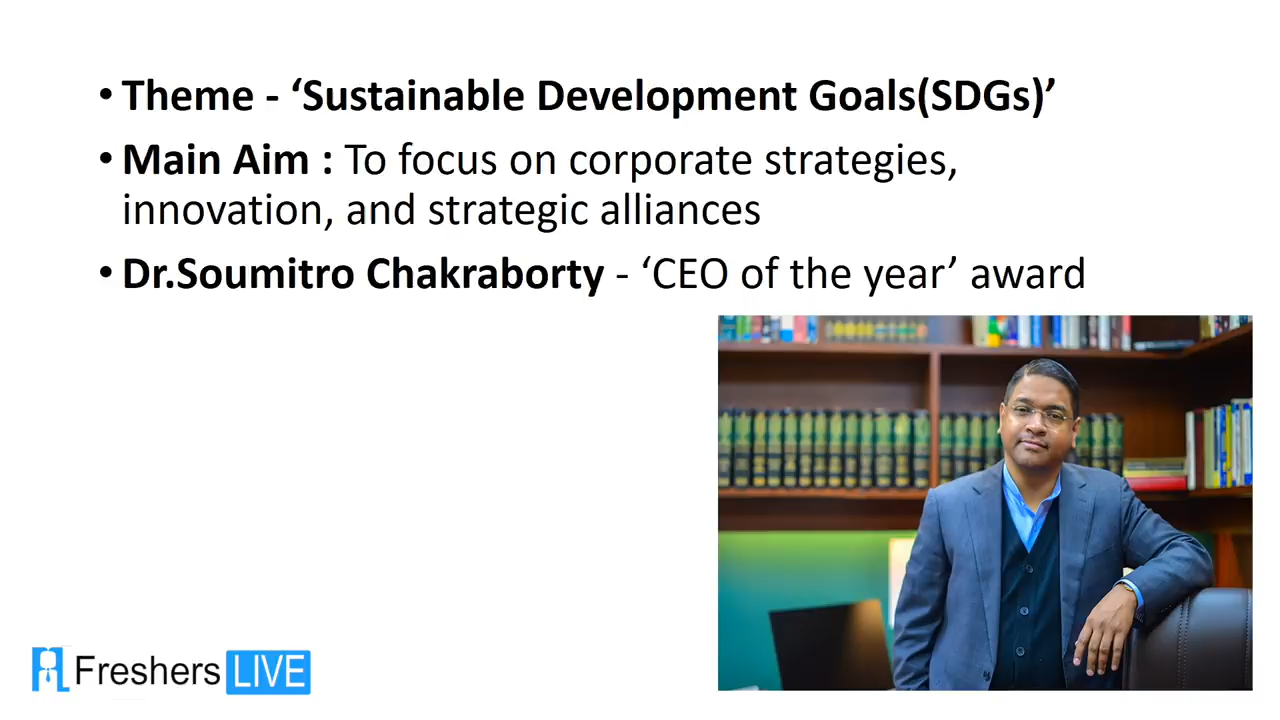 • Theme - ‘Sustainable Development Goals(SDGs)’
• Main Aim : To focus on corporate strategies,
innovation, and strategic alliances
• Dr.Soumitro Chakraborty - ‘CEO of the year’ award
Freshers LIVE